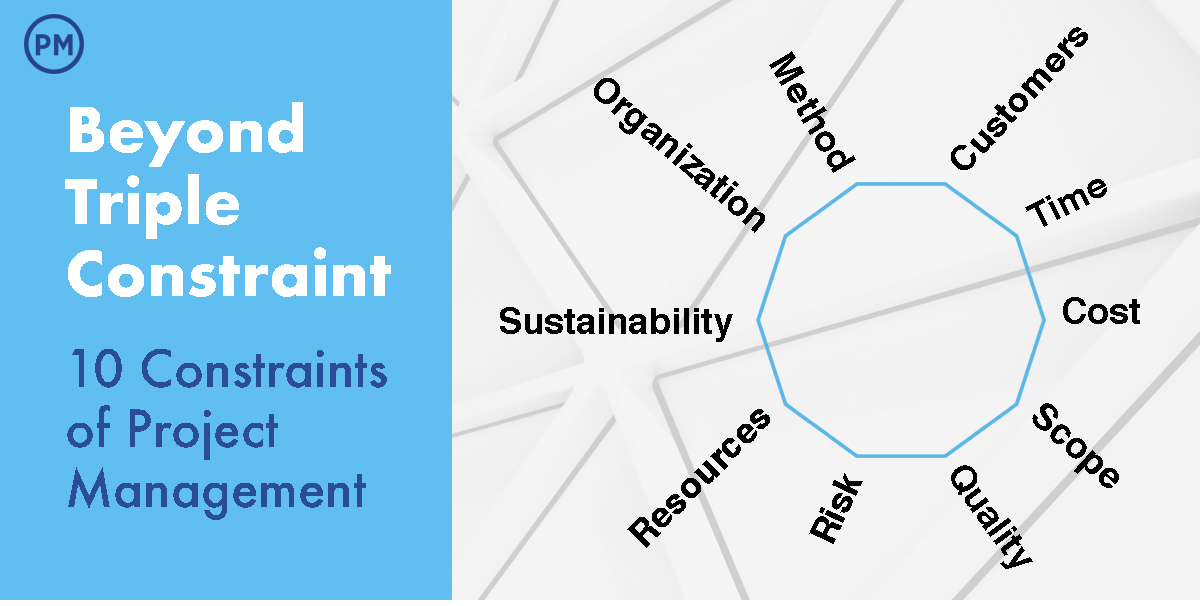 PM
Beyond
Triple
Constraint
10 Constraints
of Project
Management
Method
Customers
Organization
Time
Sustainability
Cost
Resources
Scope
Risk
Quality